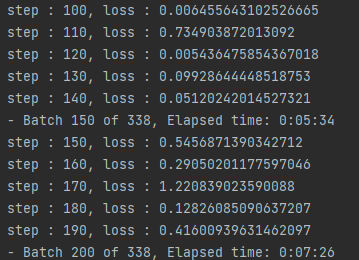 step : 100, loss : 0.006455643102526665
step : 110, loss : 0.734903872013092
step : 120, loss : 0.005436475854367018
step : 130, loss : 0.09928644448518753
step : 140, loss : 0.05120242014527321
- Batch 150 of 338, Elapsed time: 0:05:34
step : 150, loss : 0.5456871390342712
step : 160, loss : 0.29050201177597046
step : 170, loss : 1.220839023590088
step : 180, loss : 0.12826085090637207
step : 190, loss : 0.41600939631462097
- Batch 200 of 338, Elapsed time: 0:07:26